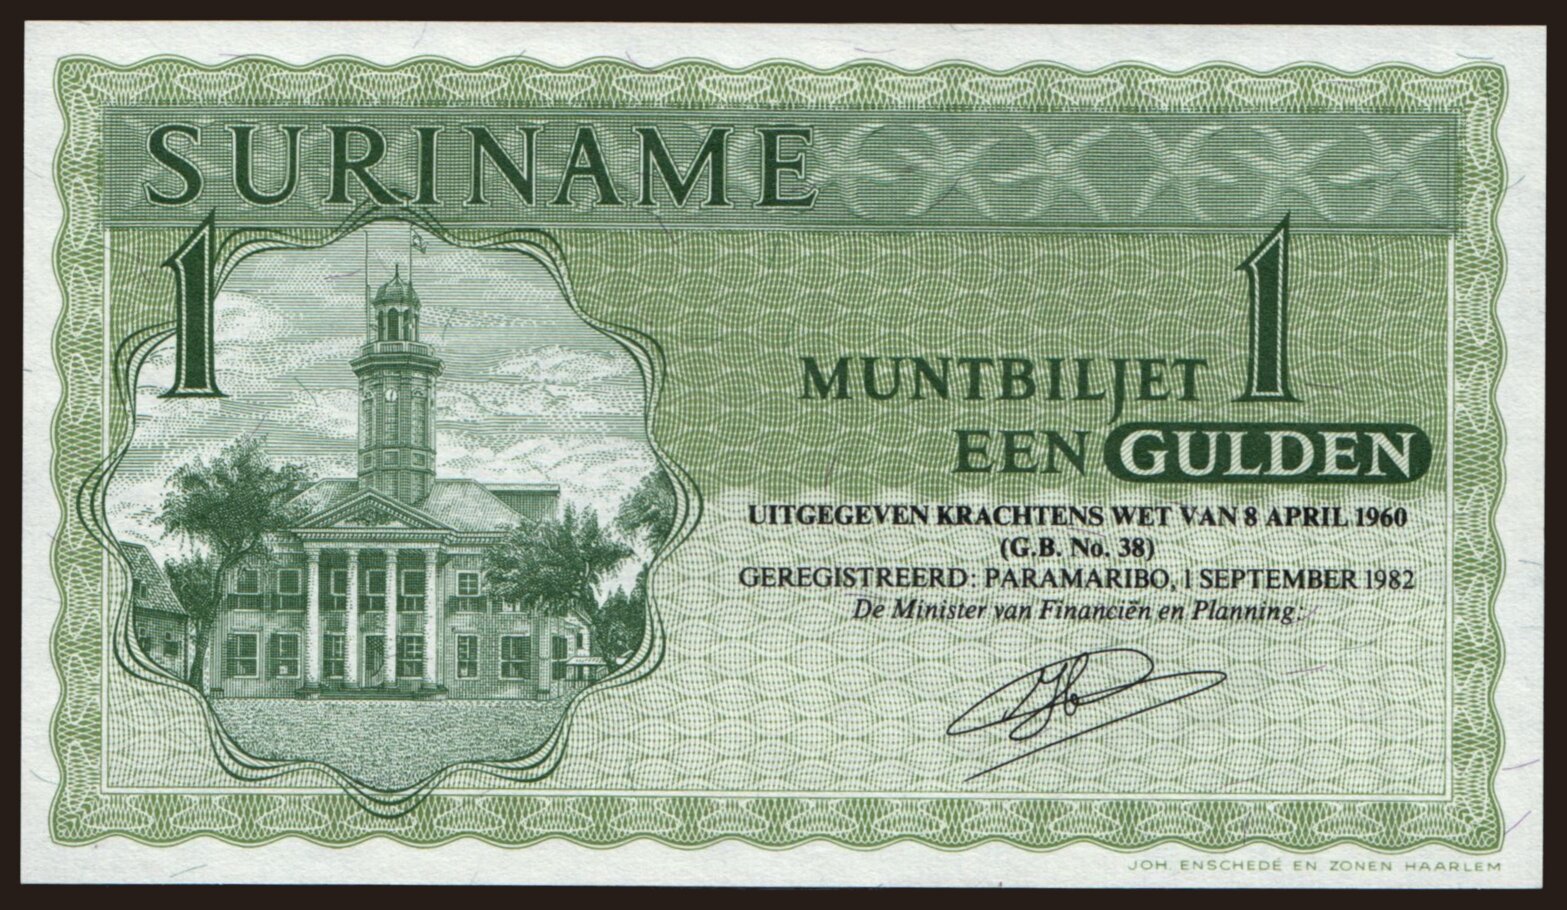 SURINAME
1
1
MUNTBILJET
EEN GULDEN
UITGEGEVEN KRACHTENS WET VAN 8 APRIL 1960
(G.B. No. 38)
GEREGISTREERD: PARAMARIBO, 1 SEPTEMBER 1982
De Minister van Financiën en Planning:
JOH. ENSCHEDÉ EN ZONEN HAARLEM